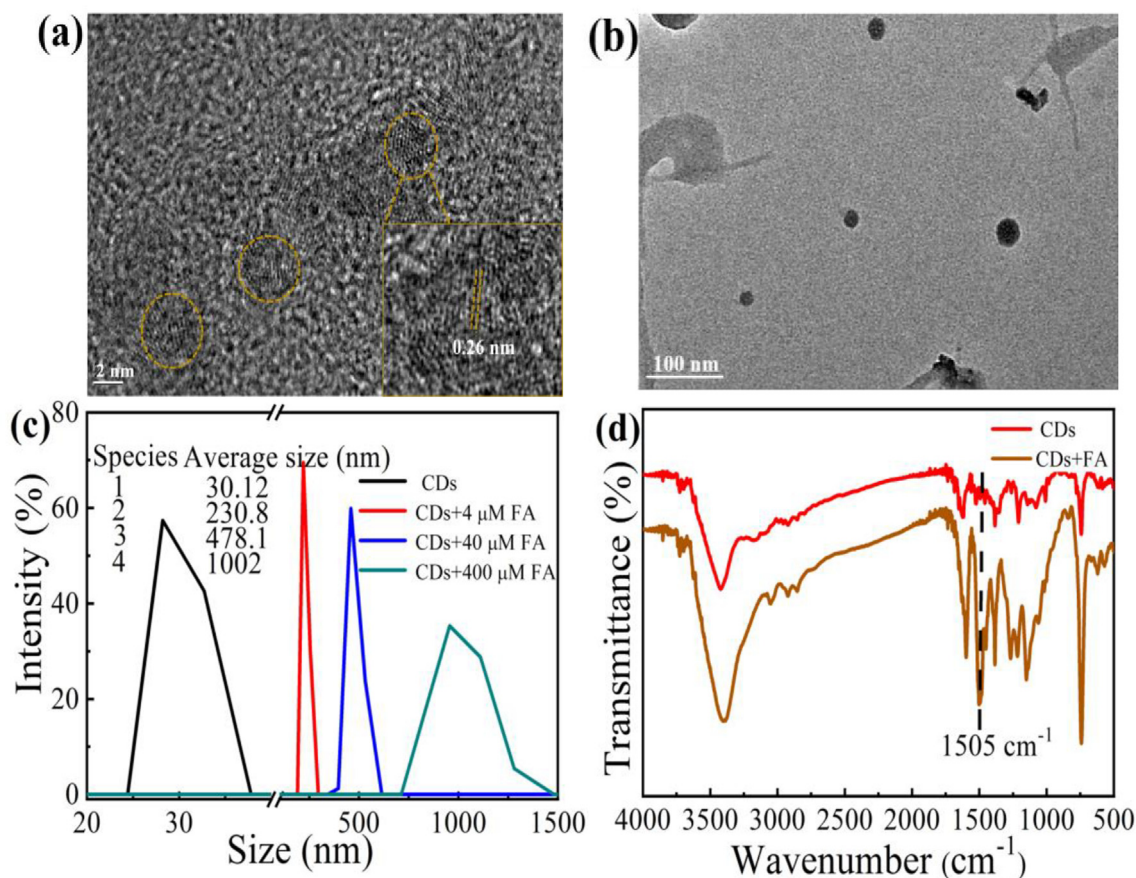 (a)
0.26 nm
2 nm
(b)
100 nm
(c)
80
60
40
20
0
Intensity (%)
Species Average size (nm)
1 30.12
2 230.8
3 478.1
4 1002
CDs
CDs+4 μM FA
CDs+40 μM FA
CDs+400 μM FA
20 30 500 1000 1500
Size (nm)
(d)
Transmittance (%)
CDs
CDs+FA
1505 cm⁻¹
4000 3500 3000 2500 2000 1500 1000 500
Wavenumber (cm⁻¹)